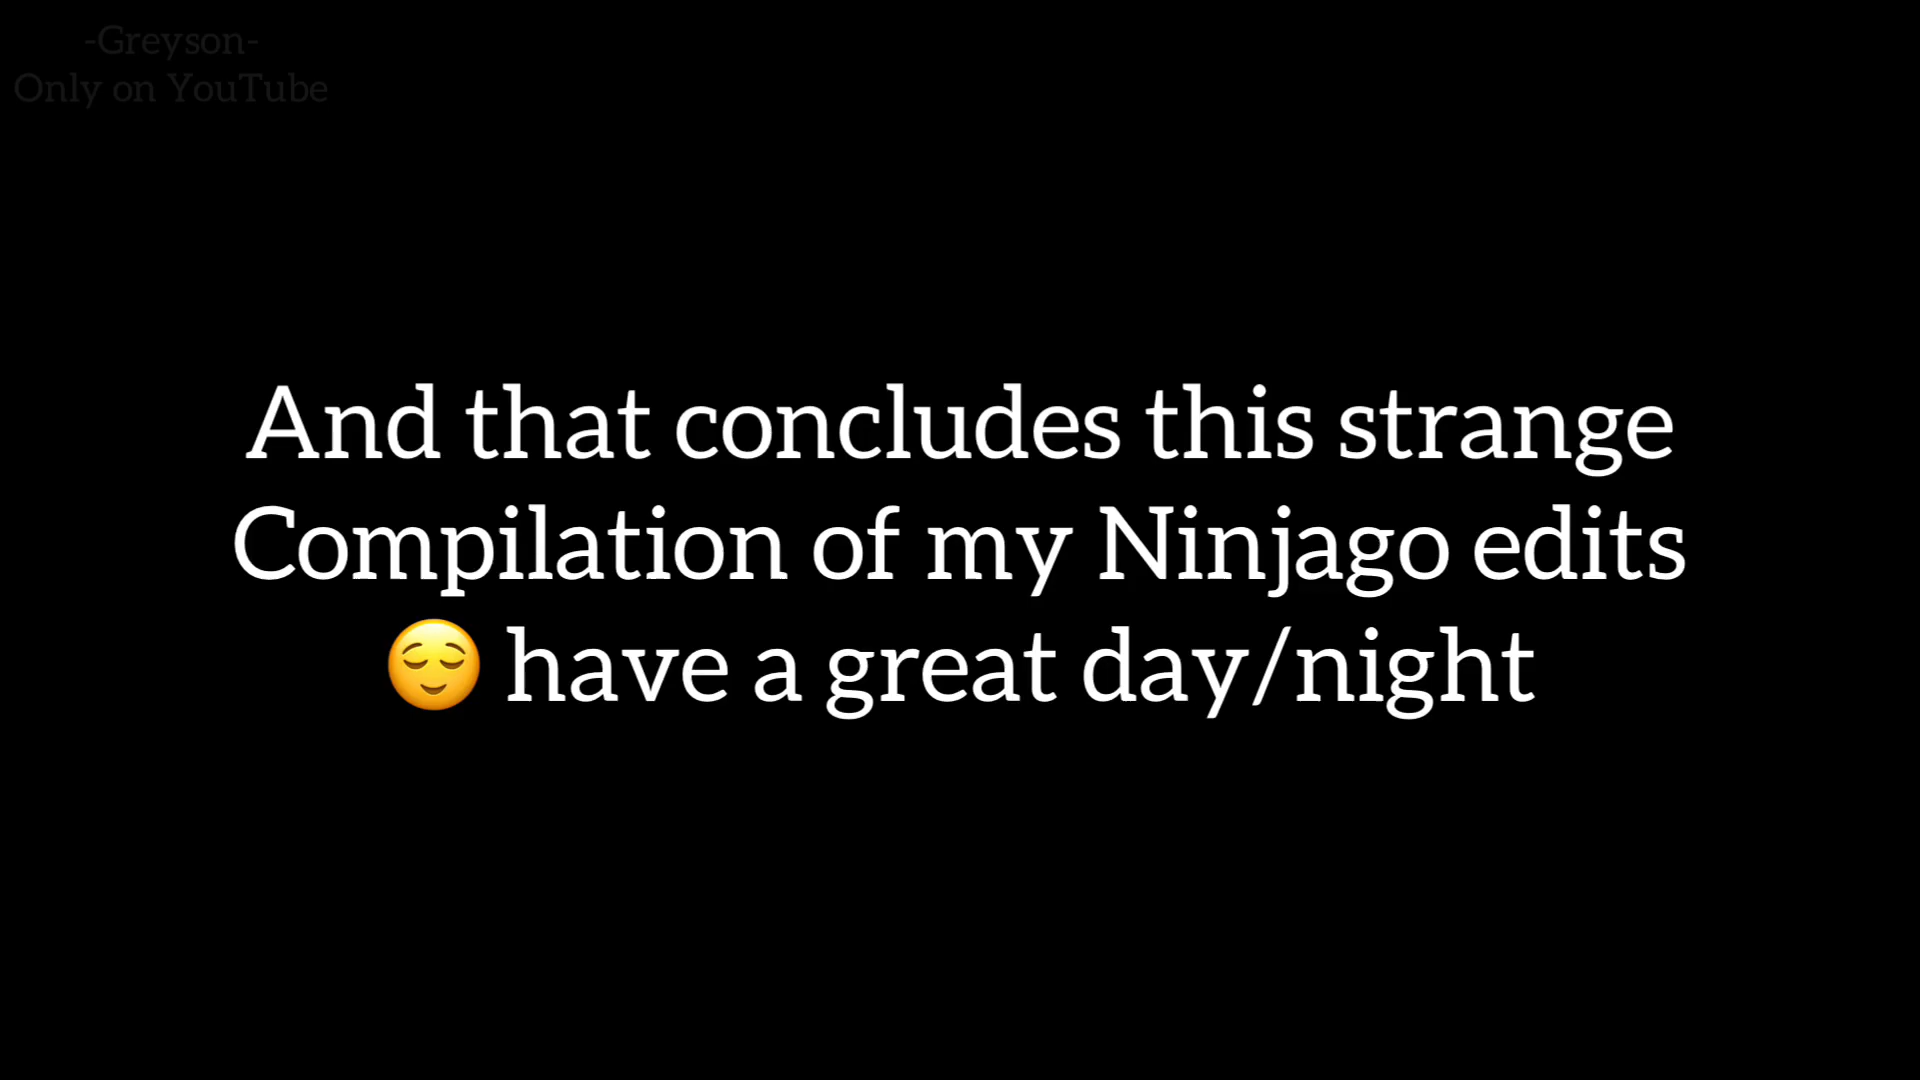 -Greyson-
Only on YouTube
And that concludes this strange
Compilation of my Ninjago edits
😌 have a great day/night